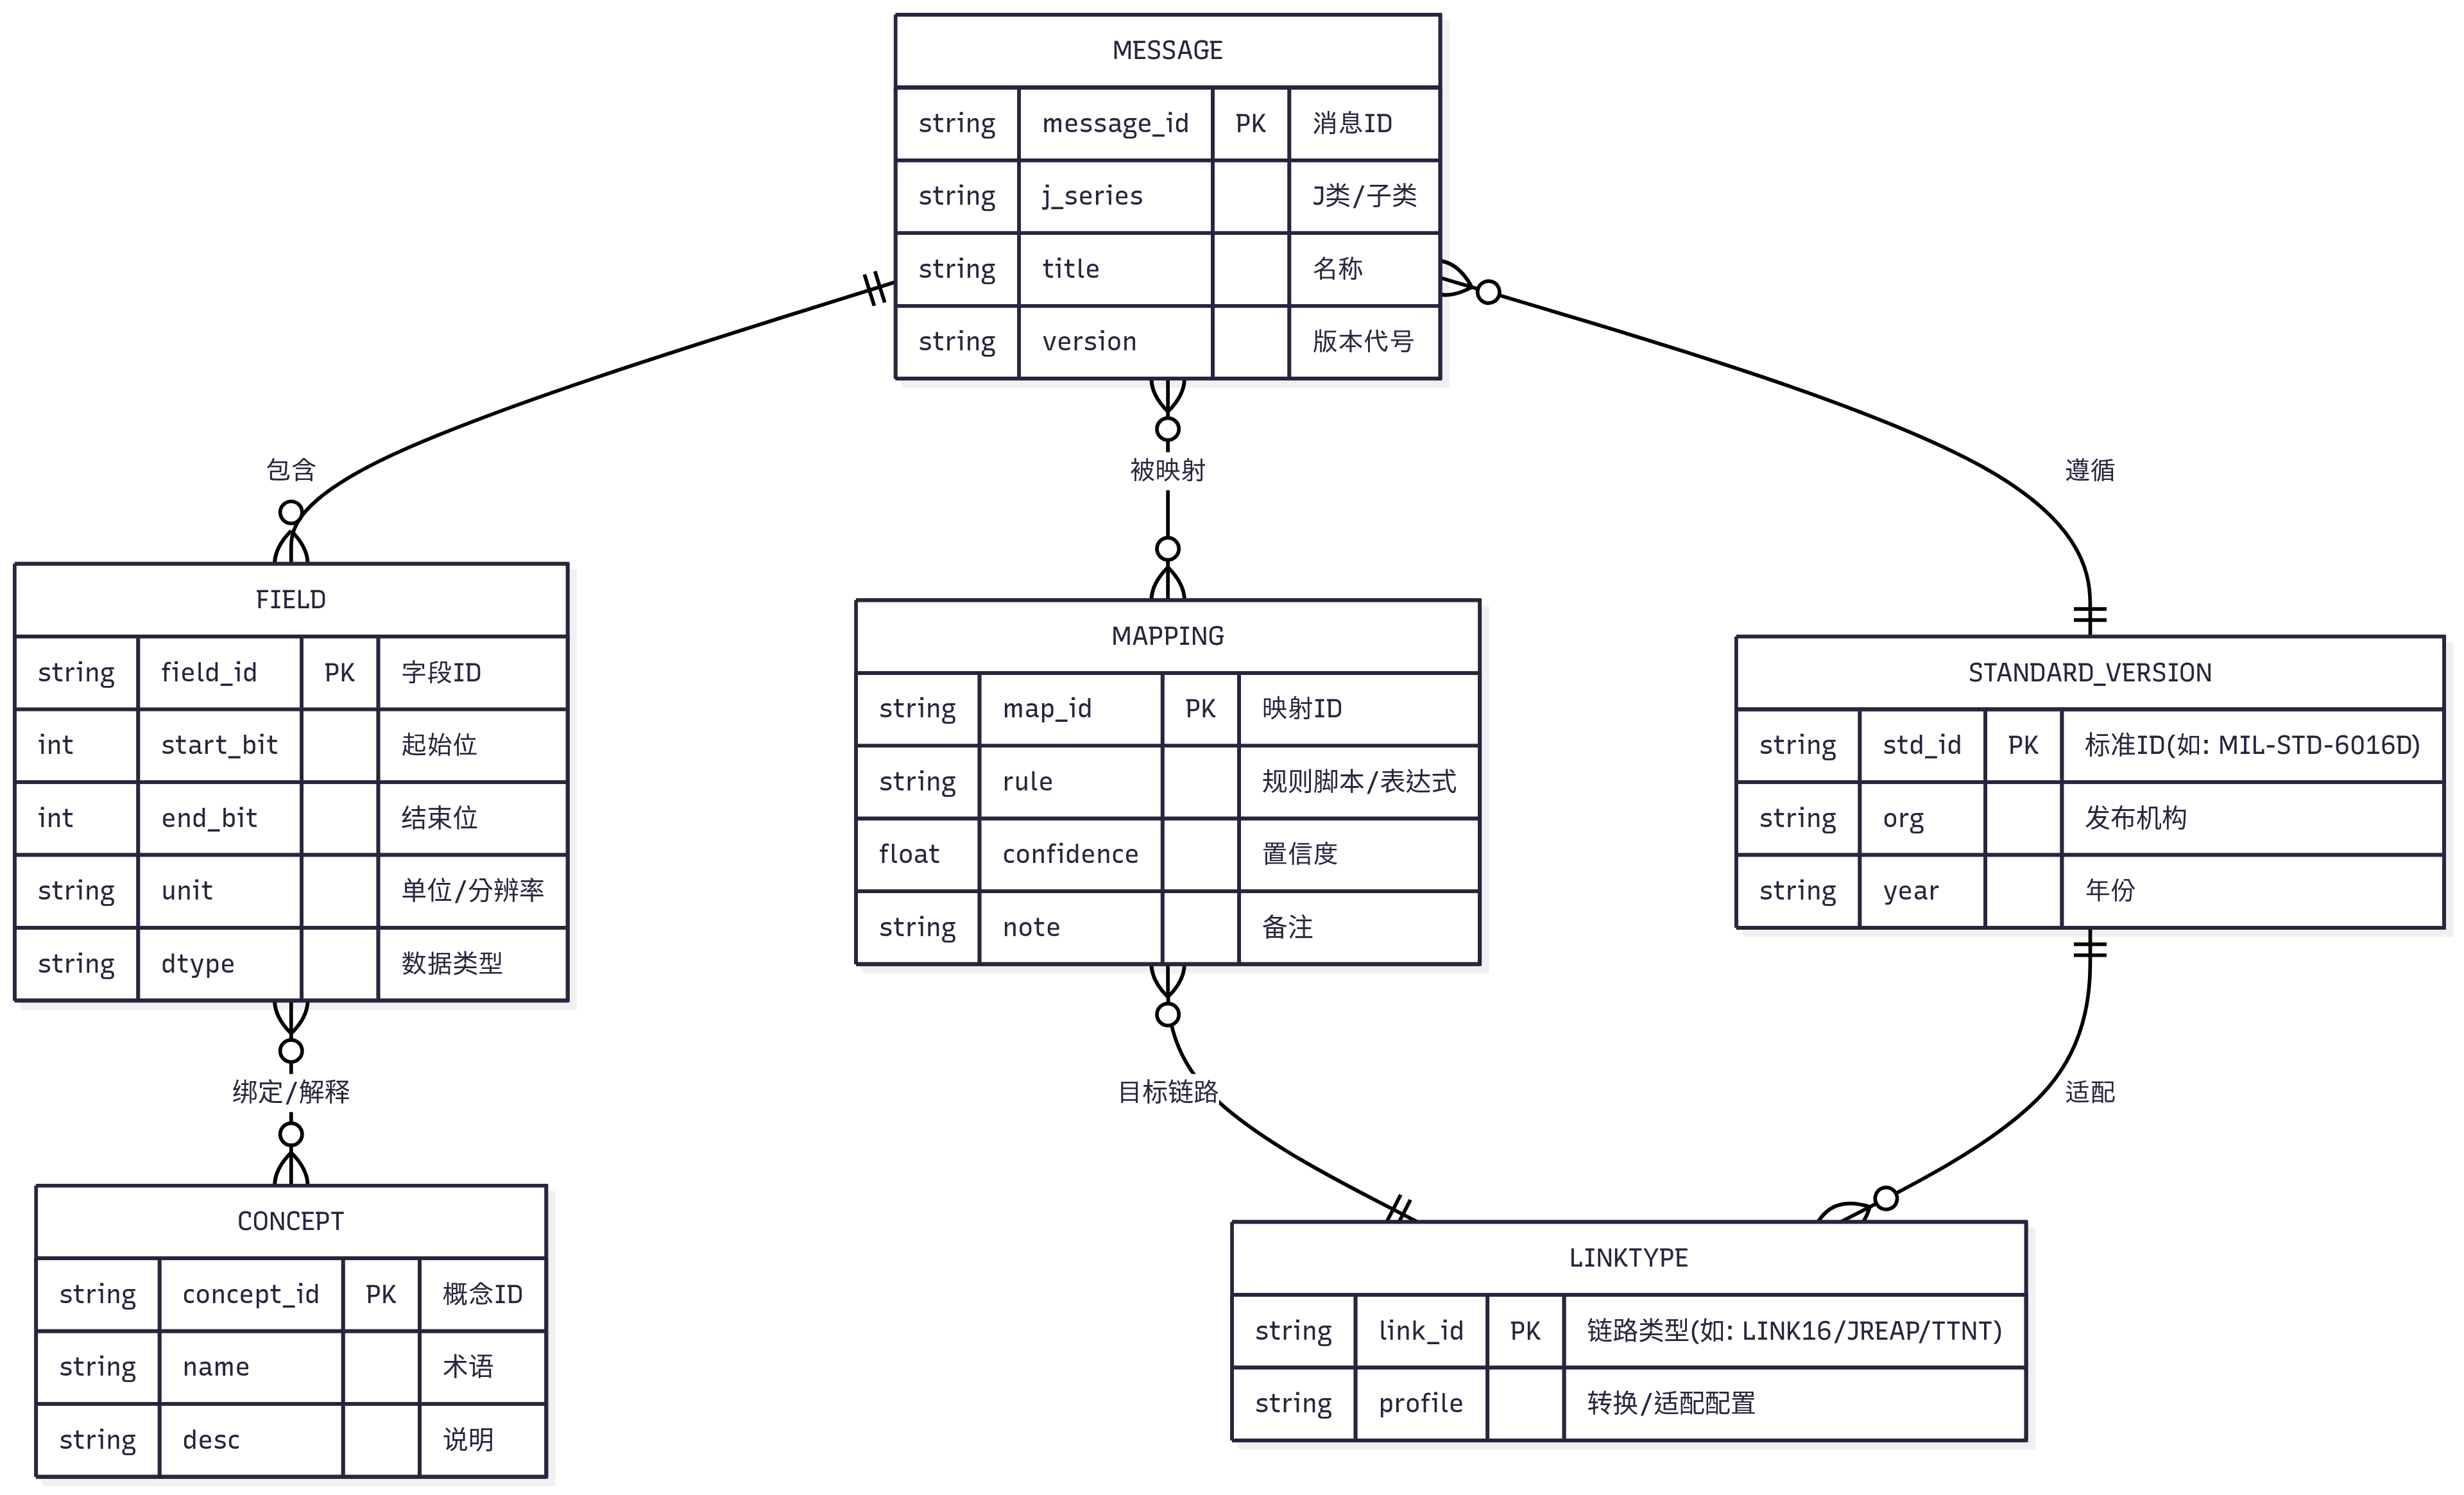 MESSAGE
string message_id PK 消息ID
string j_series J类/子类
string title 名称
string version 版本代号
包含
被映射
遵循
FIELD
string field_id PK 字段ID
int start_bit 起始位
int end_bit 结束位
string unit 单位/分辨率
string dtype 数据类型
MAPPING
string map_id PK 映射ID
string rule 规则脚本/表达式
float confidence 置信度
string note 备注
STANDARD_VERSION
string std_id PK 标准ID(如: MIL-STD-6016D)
string org 发布机构
string year 年份
绑定/解释
目标链路
适配
CONCEPT
string concept_id PK 概念ID
string name 术语
string desc 说明
LINKTYPE
string link_id PK 链路类型(如: LINK16/JREAP/TTNT)
string profile 转换/适配配置